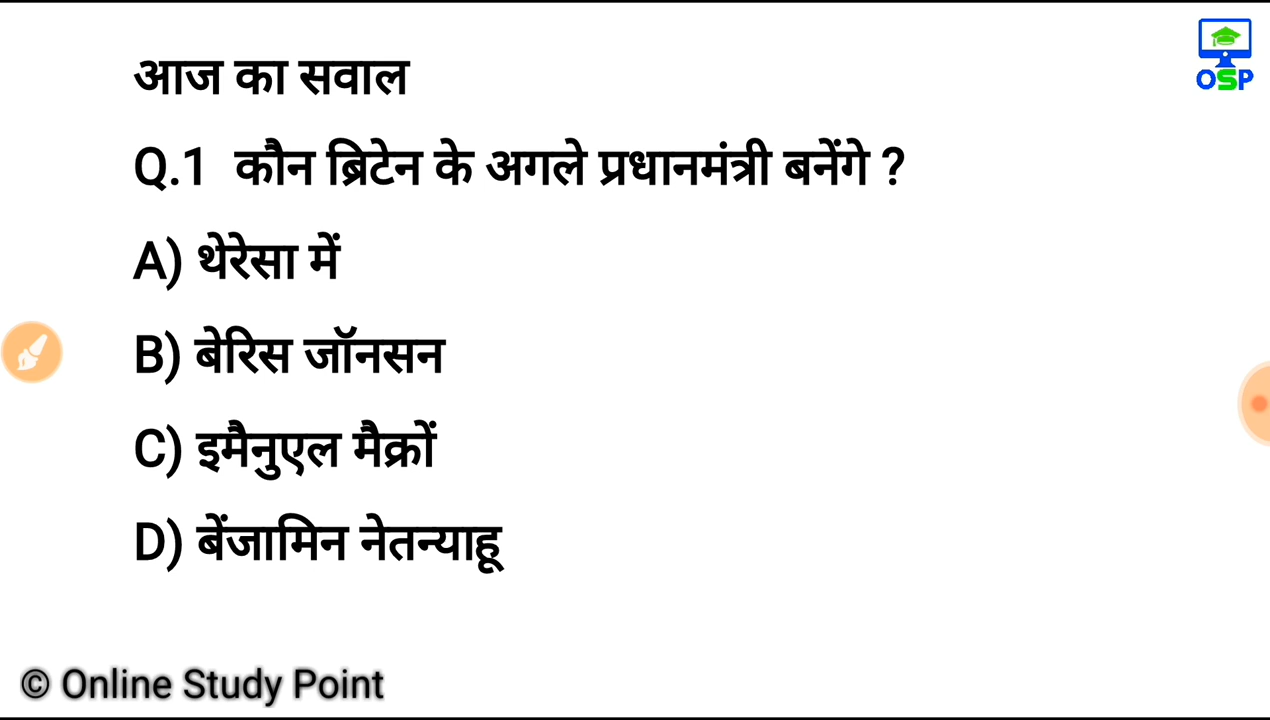 आज का सवाल
OSP
Q.1 कौन ब्रिटेन के अगले प्रधानमंत्री बनेंगे ?
A) थेरेसा में
B) बेरिस जॉनसन
C) इमैनुएल मैक्रों
D) बेंजामिन नेतन्याहू
© Online Study Point